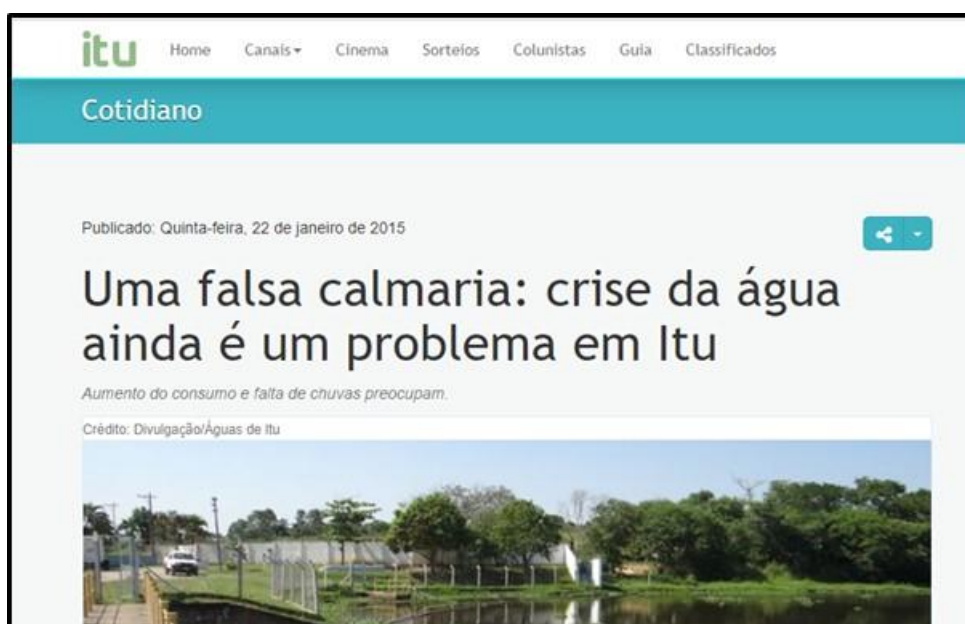 itu Home Canais Cinema Sorteios Colunistas Guia Classificados
Cotidiano
Publicado: Quinta-feira, 22 de janeiro de 2015
Uma falsa calmaria: crise da água
ainda é um problema em Itu
Aumento do consumo e falta de chuvas preocupam.
Crédito: Divulgação/Águas de Itu